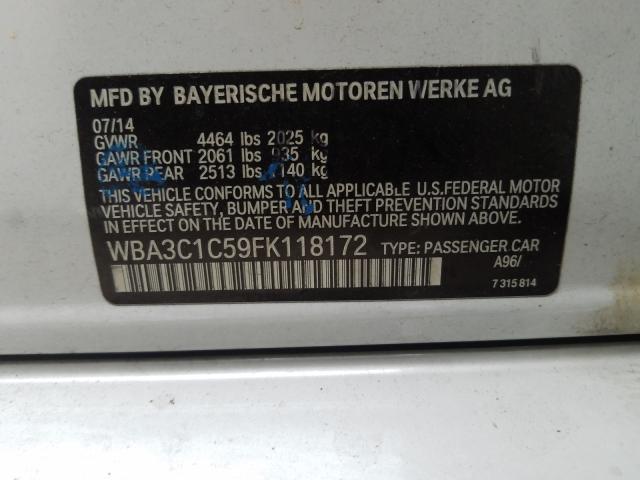 MFD BY BAYERISCHE MOTOREN WERKE AG
07/14
GVWR 4464 lbs 2025 kg
GAWR FRONT 2061 lbs 935 kg
GAWR REAR 2513 lbs 1140 kg
THIS VEHICLE CONFORMS TO ALL APPLICABLE U.S.FEDERAL MOTOR
VEHICLE SAFETY, BUMPER AND THEFT PREVENTION STANDARDS
IN EFFECT ON THE DATE OF MANUFACTURE SHOWN ABOVE.
WBA3C1C59FK118172 TYPE: PASSENGER CAR
A96/
7 315 814